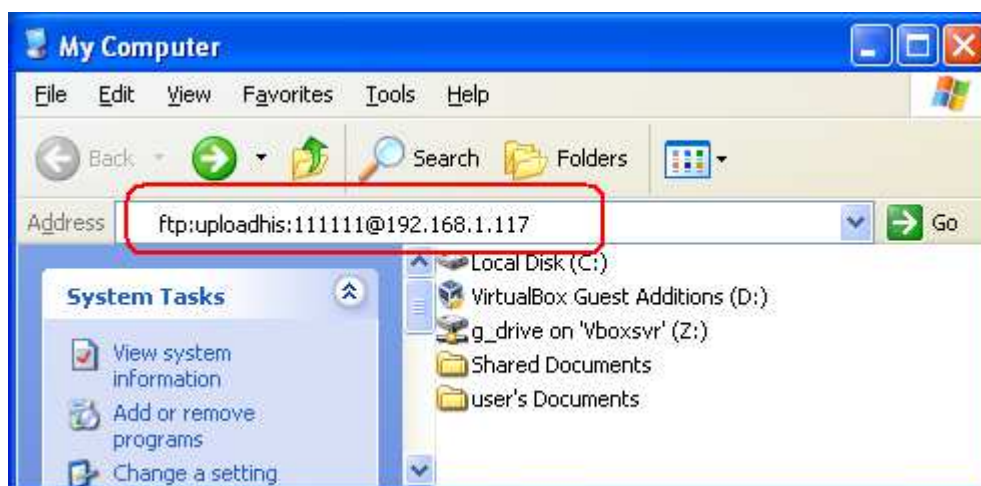 My Computer
File Edit View Favorites Tools Help
Back Search Folders
Address ftp:uploadhis:111111@192.168.1.117 Go
System Tasks
View system information
Add or remove programs
Change a setting
Local Disk (C:)
VirtualBox Guest Additions (D:)
g_drive on 'Vboxsvr' (Z:)
Shared Documents
user's Documents